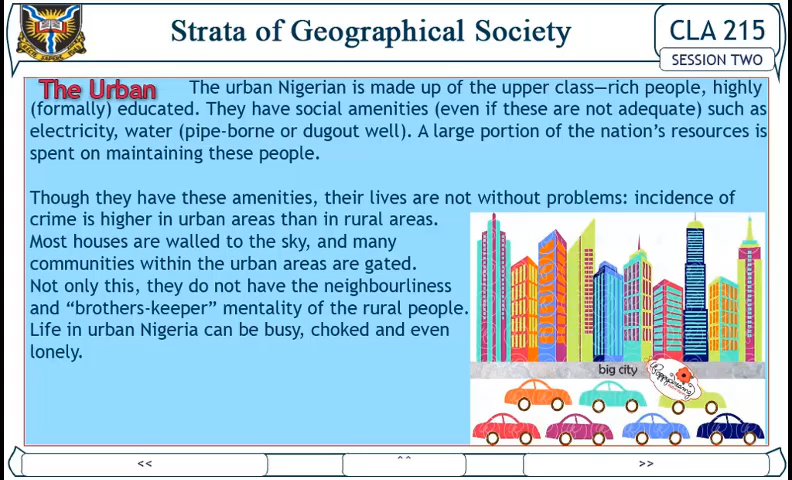 Strata of Geographical Society
CLA 215
SESSION TWO
The Urban The urban Nigerian is made up of the upper class—rich people, highly
(formally) educated. They have social amenities (even if these are not adequate) such as
electricity, water (pipe-borne or dugout well). A large portion of the nation’s resources is
spent on maintaining these people.
Though they have these amenities, their lives are not without problems: incidence of
crime is higher in urban areas than in rural areas.
Most houses are walled to the sky, and many
communities within the urban areas are gated.
Not only this, they do not have the neighbourliness
and “brothers-keeper” mentality of the rural people.
Life in urban Nigeria can be busy, choked and even
lonely.
big city
<<
^^
>>